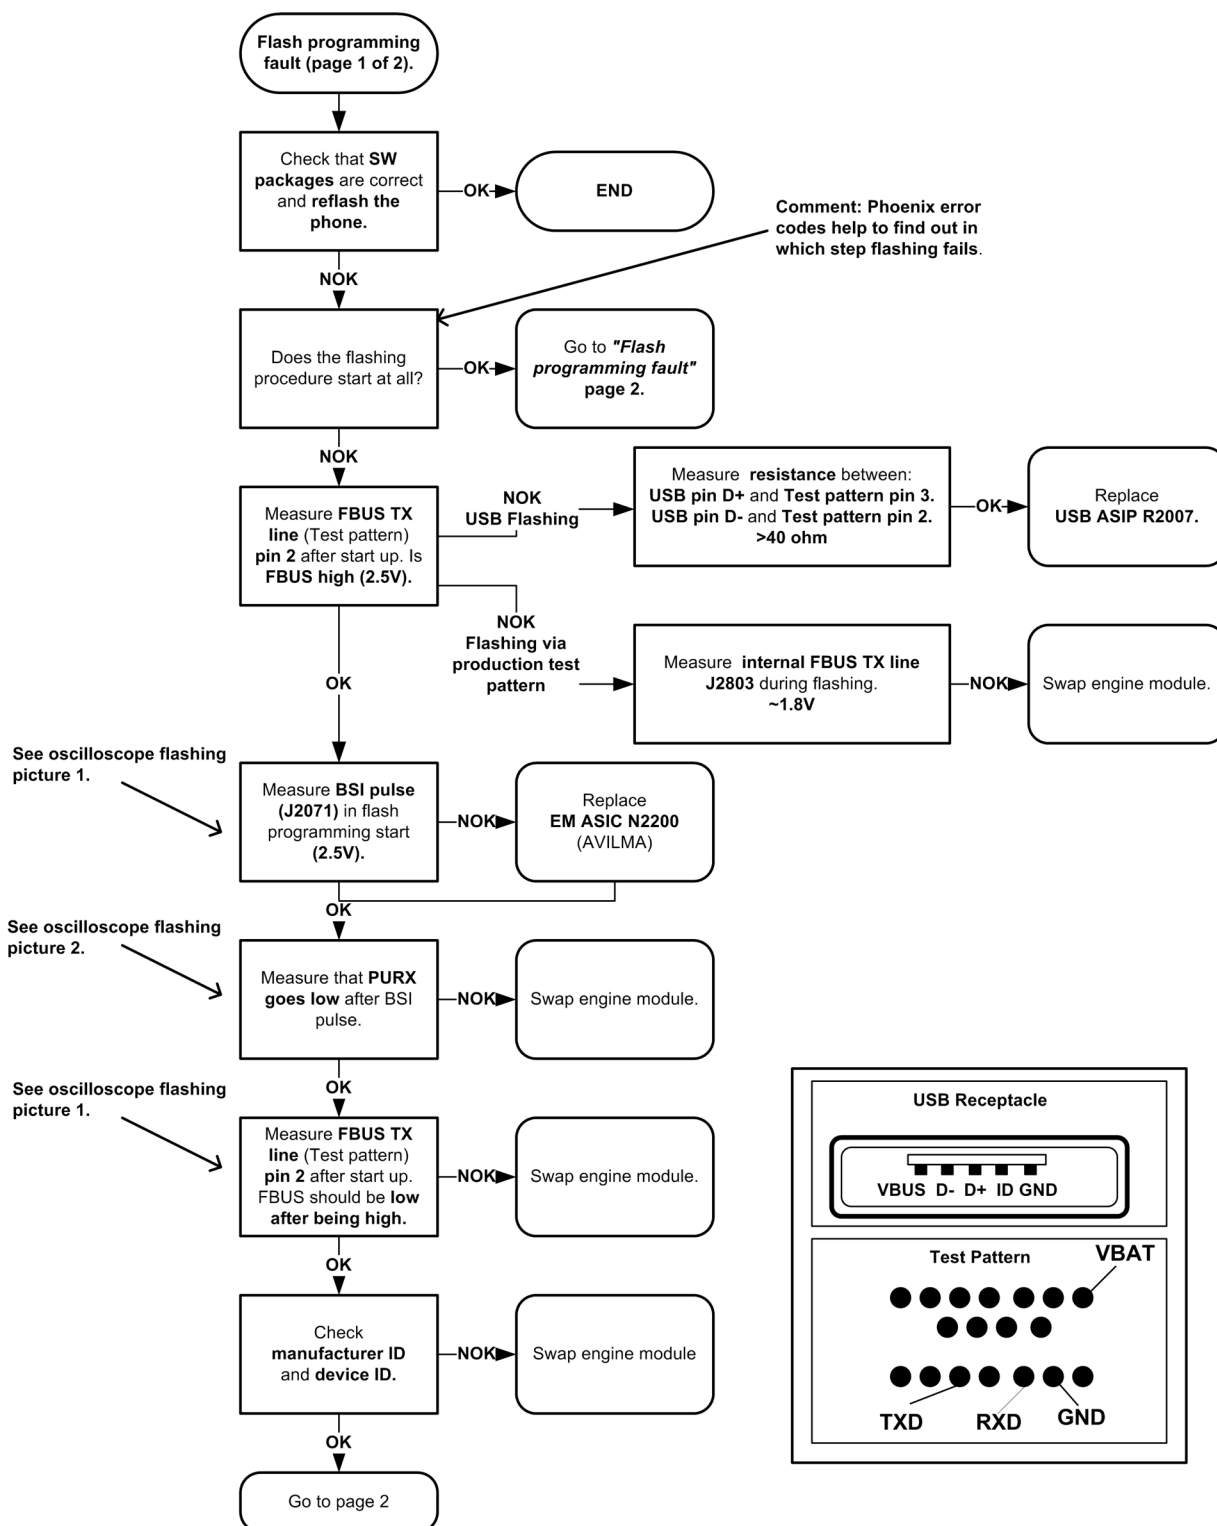 Flash programming
fault (page 1 of 2).
Check that SW
packages are correct
and reflash the
phone.
OK
END
Comment: Phoenix error
codes help to find out in
which step flashing fails.
NOK
Does the flashing
procedure start at all?
OK
Go to "Flash
programming fault"
page 2.
NOK
Measure FBUS TX
line (Test pattern)
pin 2 after start up. Is
FBUS high (2.5V).
NOK
USB Flashing
Measure resistance between:
USB pin D+ and Test pattern pin 3.
USB pin D- and Test pattern pin 2.
>40 ohm
OK
Replace
USB ASIP R2007.
NOK
Flashing via
production test
pattern
Measure internal FBUS TX line
J2803 during flashing.
~1.8V
NOK
Swap engine module.
OK
See oscilloscope flashing
picture 1.
Measure BSI pulse
(J2071) in flash
programming start
(2.5V).
NOK
Replace
EM ASIC N2200
(AVILMA)
OK
See oscilloscope flashing
picture 2.
Measure that PURX
goes low after BSI
pulse.
NOK
Swap engine module.
OK
See oscilloscope flashing
picture 1.
Measure FBUS TX
line (Test pattern)
pin 2 after start up.
FBUS should be low
after being high.
NOK
Swap engine module.
OK
Check
manufacturer ID
and device ID.
NOK
Swap engine module
OK
Go to page 2
USB Receptacle
VBUS D- D+ ID GND
Test Pattern
VBAT
TXD
RXD
GND